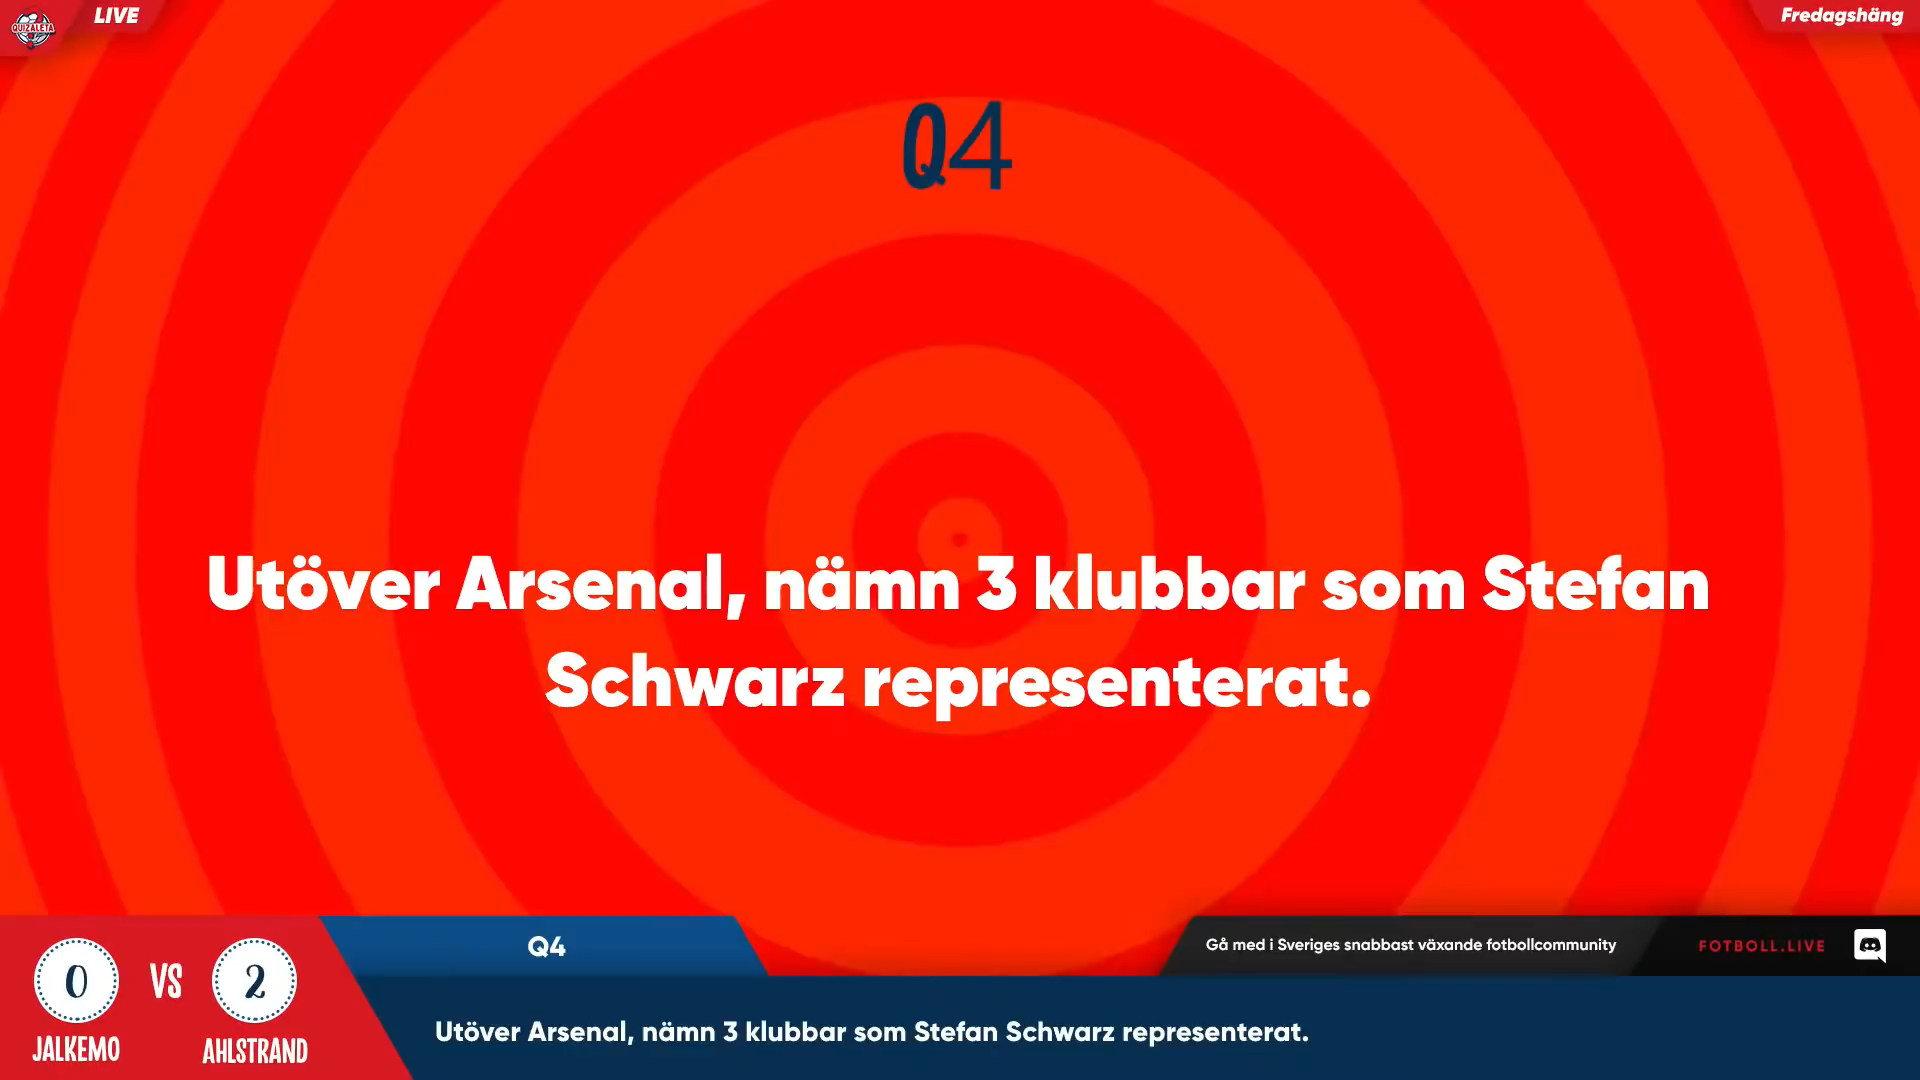 QUIZALETA
LIVE
Fredagshäng
Q4
Utöver Arsenal, nämn 3 klubbar som Stefan
Schwarz representerat.
Q4
Gå med i Sveriges snabbast växande fotbollcommunity
FOTBOLL.LIVE
0
VS
2
JALKEMO
AHLSTRAND
Utöver Arsenal, nämn 3 klubbar som Stefan Schwarz representerat.